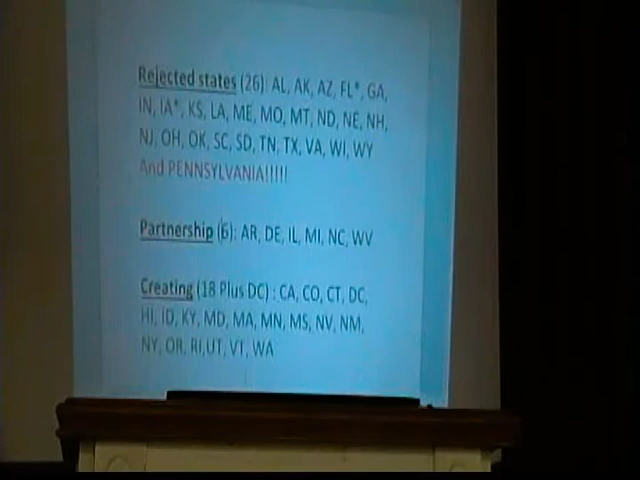 Rejected states (26): AL, AK, AZ, FL*, GA,
IN, IA*, KS, LA, ME, MO, MT, ND, NE, NH,
NJ, OH, OK, SC, SD, TN, TX, VA, WI, WY
And PENNSYLVANIA!!!!!
Partnership (6): AR, DE, IL, MI, NC, WV
Creating (18 Plus DC) : CA, CO, CT, DC,
HI, ID, KY, MD, MA, MN, MS, NV, NM,
NY, OR, RI,UT, VT, WA